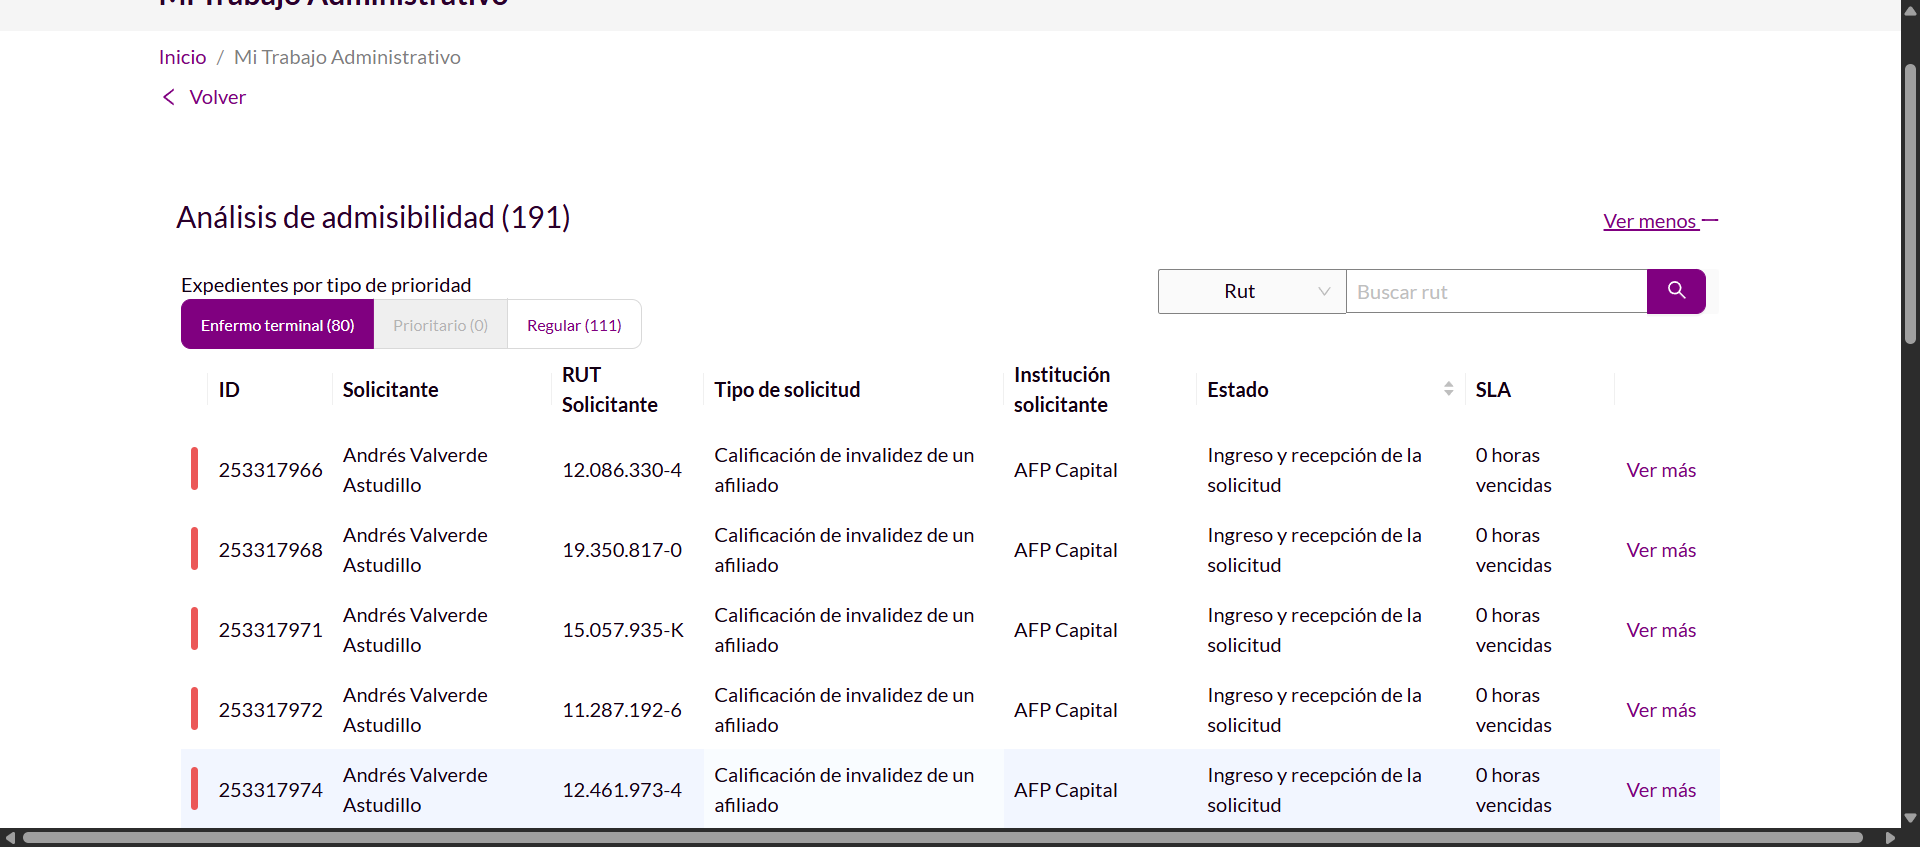 Mi Trabajo Administrativo
Inicio / Mi Trabajo Administrativo
Volver
Análisis de admisibilidad (191)
Ver menos
Expedientes por tipo de prioridad
Rut
Buscar rut
Enfermo terminal (80)
Prioritario (0)
Regular (111)
ID
Solicitante
RUT
Solicitante
Tipo de solicitud
Institución
solicitante
Estado
SLA
253317966
Andrés Valverde
Astudillo
12.086.330-4
Calificación de invalidez de un
afiliado
AFP Capital
Ingreso y recepción de la
solicitud
0 horas
vencidas
Ver más
253317968
Andrés Valverde
Astudillo
19.350.817-0
Calificación de invalidez de un
afiliado
AFP Capital
Ingreso y recepción de la
solicitud
0 horas
vencidas
Ver más
253317971
Andrés Valverde
Astudillo
15.057.935-K
Calificación de invalidez de un
afiliado
AFP Capital
Ingreso y recepción de la
solicitud
0 horas
vencidas
Ver más
253317972
Andrés Valverde
Astudillo
11.287.192-6
Calificación de invalidez de un
afiliado
AFP Capital
Ingreso y recepción de la
solicitud
0 horas
vencidas
Ver más
253317974
Andrés Valverde
Astudillo
12.461.973-4
Calificación de invalidez de un
afiliado
AFP Capital
Ingreso y recepción de la
solicitud
0 horas
vencidas
Ver más